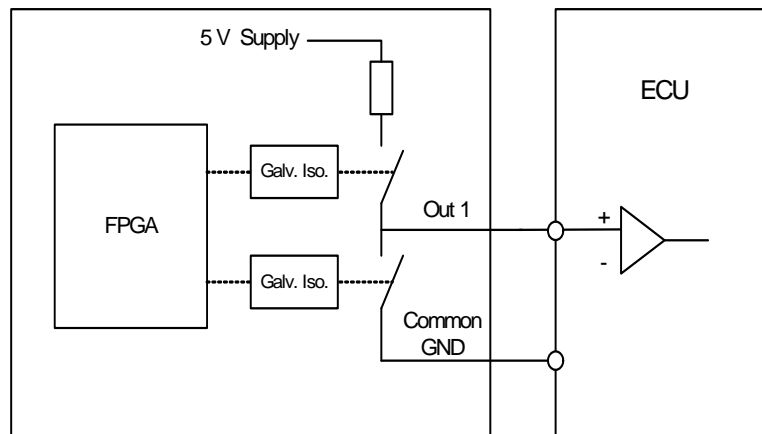 5 V Supply
ECU
Galv. Iso.
FPGA
Out 1
+
-
Galv. Iso.
Common
GND